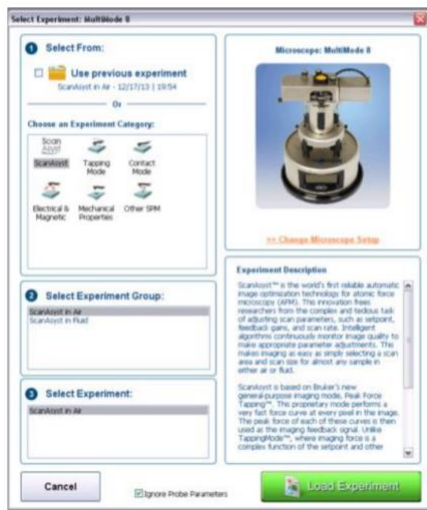 Select Experiment: MultiMode 8
1 Select From:
Use previous experiment
ScanAsyst in Air - 12/17/13 | 19:54
Or
Choose an Experiment Category:
Scan Asyst
ScanAsyst
Tapping Mode
Contact Mode
Electrical & Magnetic
Mechanical Properties
Other SPM
2 Select Experiment Group:
ScanAsyst in Air
ScanAsyst in Fluid
3 Select Experiment:
ScanAsyst in Air
Cancel
Ignore Probe Parameters
Microscope: MultiMode 8
>> Change Microscope Setup
Experiment Description
ScanAsyst™ is the world's first reliable automatic
image optimization technology for atomic force
microscopy (AFM). This innovation frees
researchers from the complex and tedious task
of adjusting scan parameters, such as setpoint,
feedback gains, and scan rate. Intelligent
algorithms continuously monitor image quality to
make appropriate parameter adjustments. This
makes imaging as easy as simply selecting a scan
area and scan size for almost any sample in
either air or fluid.
ScanAsyst is based on Bruker's new
general-purpose imaging mode, Peak Force
Tapping™. This proprietary mode performs a
very fast force curve at every pixel in the image.
The peak force of each of these curves is then
used as the imaging feedback signal. Unlike
TappingMode™, where imaging force is a
complex function of the setpoint and other
Load Experiment